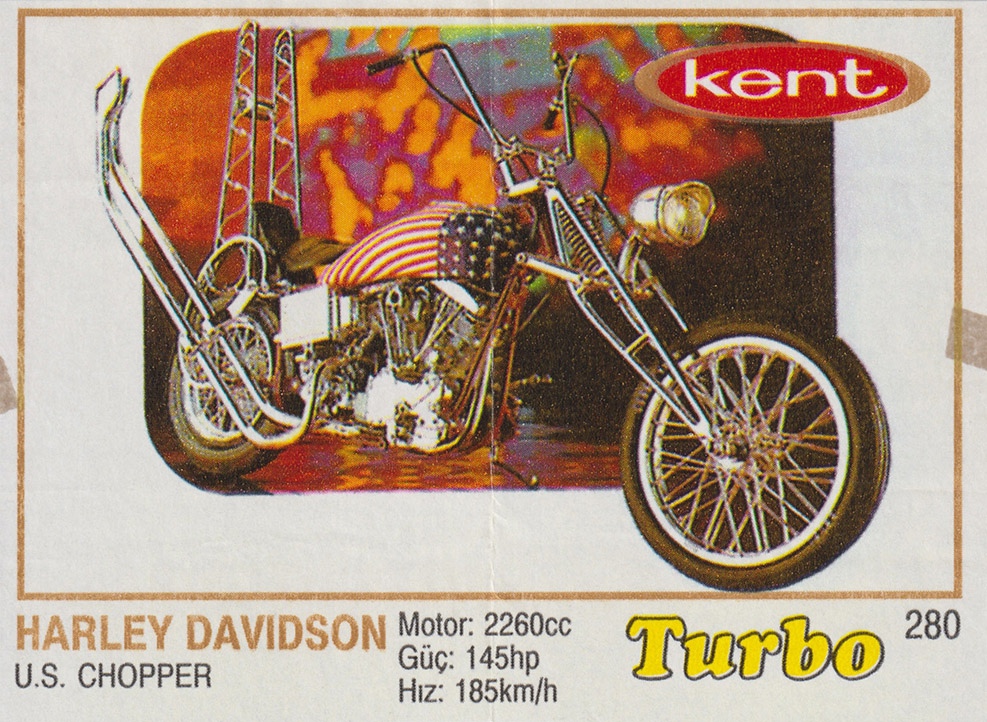 kent
HARLEY DAVIDSON
U.S. CHOPPER
Motor: 2260cc
Güç: 145hp
Hız: 185km/h
Turbo
280